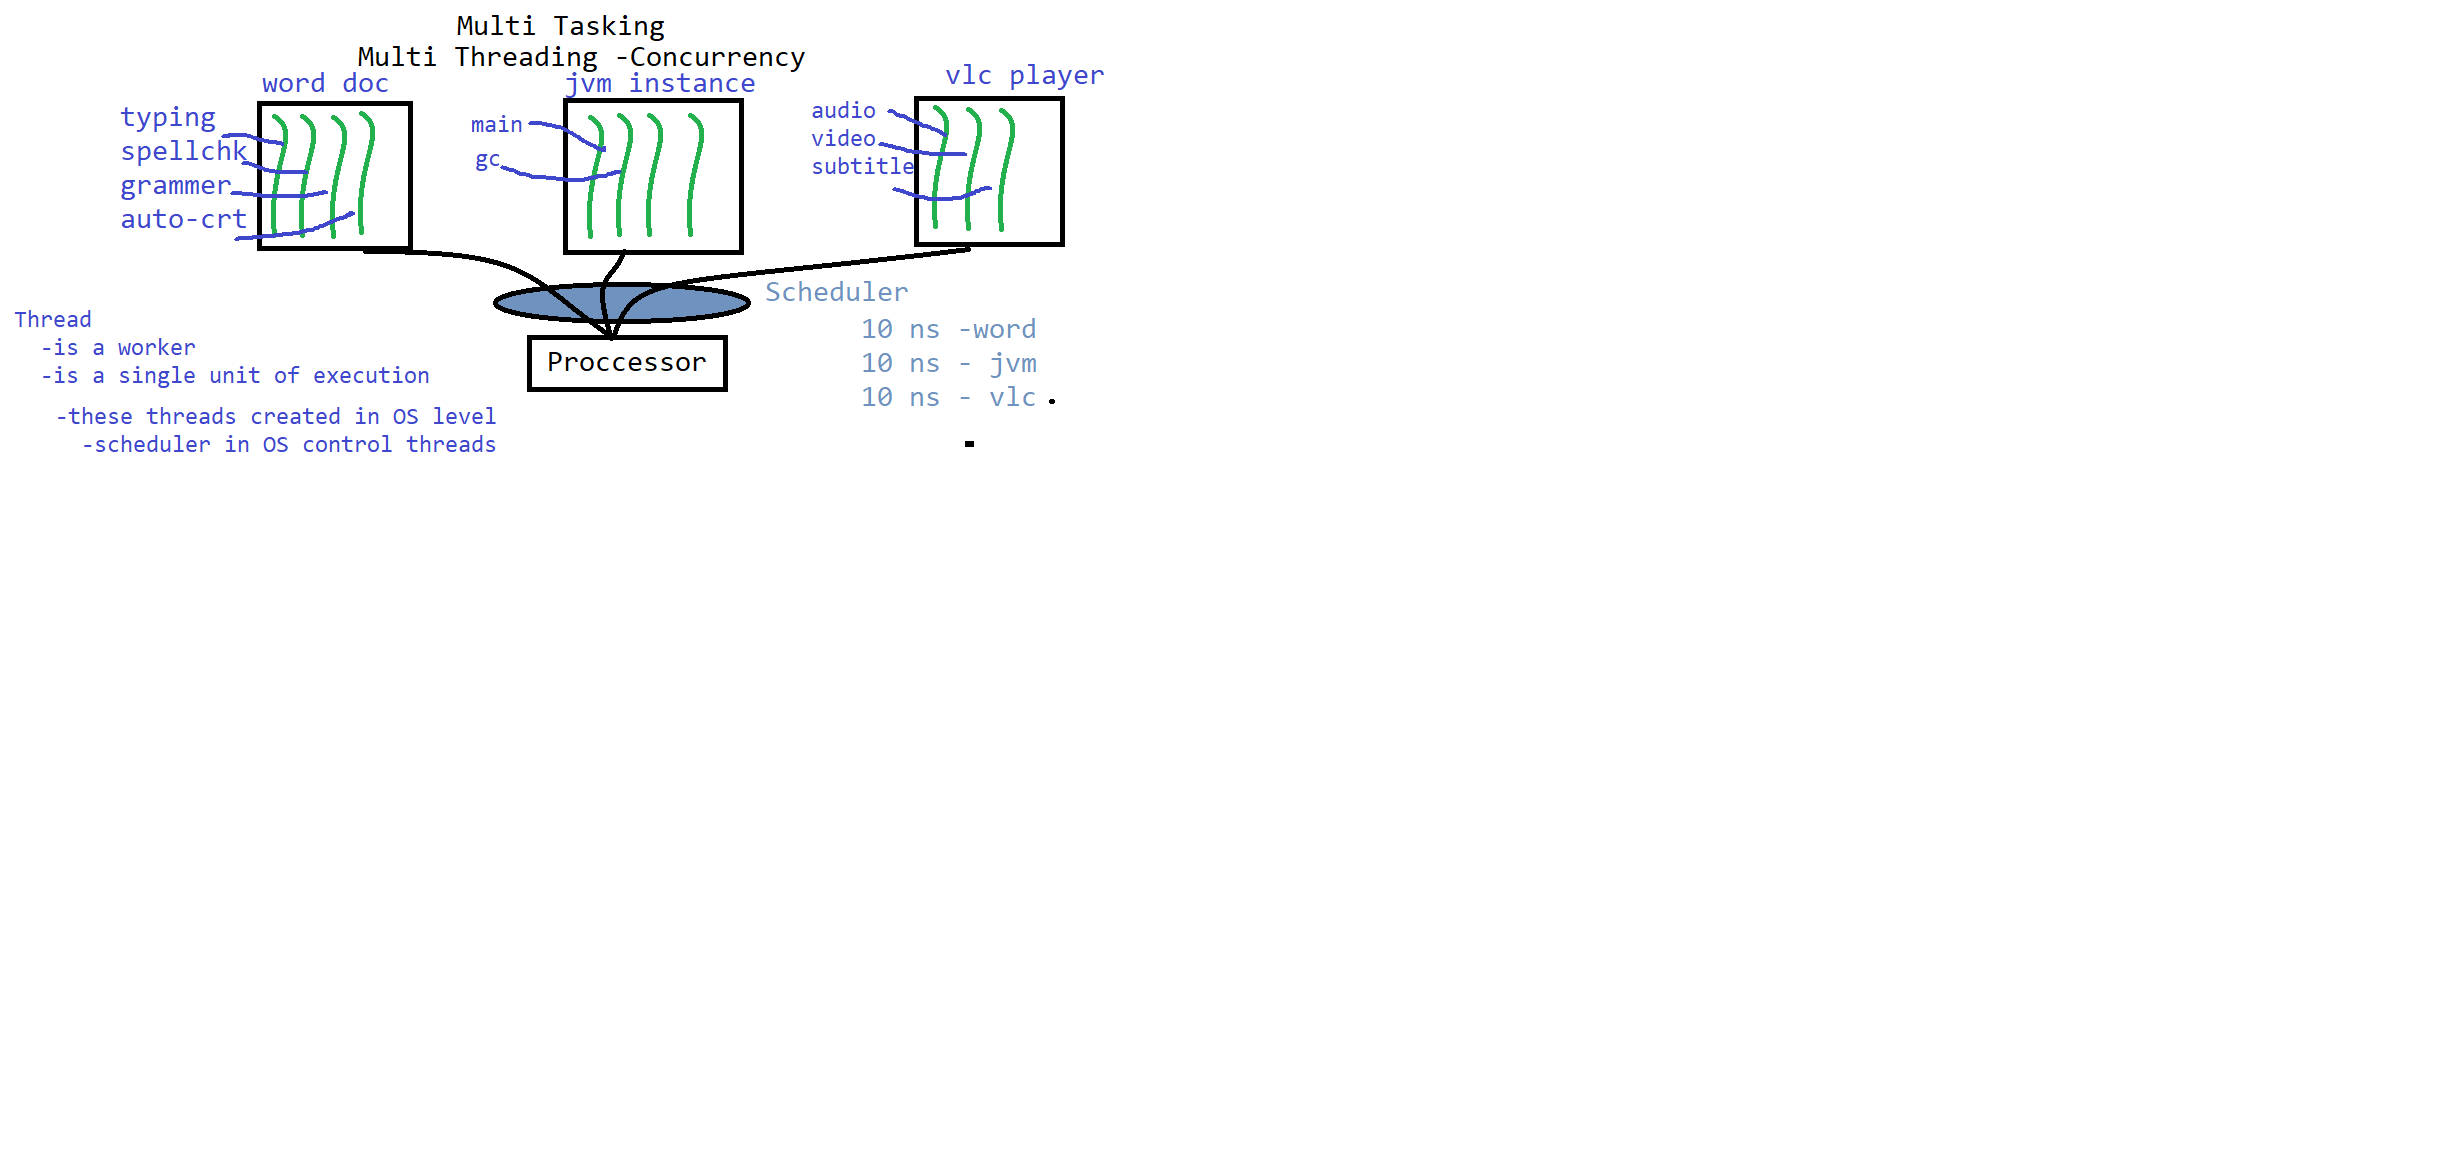 Multi Tasking
Multi Threading -Concurrency
word doc
typing
spellchk
grammer
auto-crt
jvm instance
main
gc
vlc player
audio
video
subtitle
Scheduler
10 ns -word
10 ns - jvm
10 ns - vlc
Proccessor
Thread
-is a worker
-is a single unit of execution
-these threads created in OS level
-scheduler in OS control threads